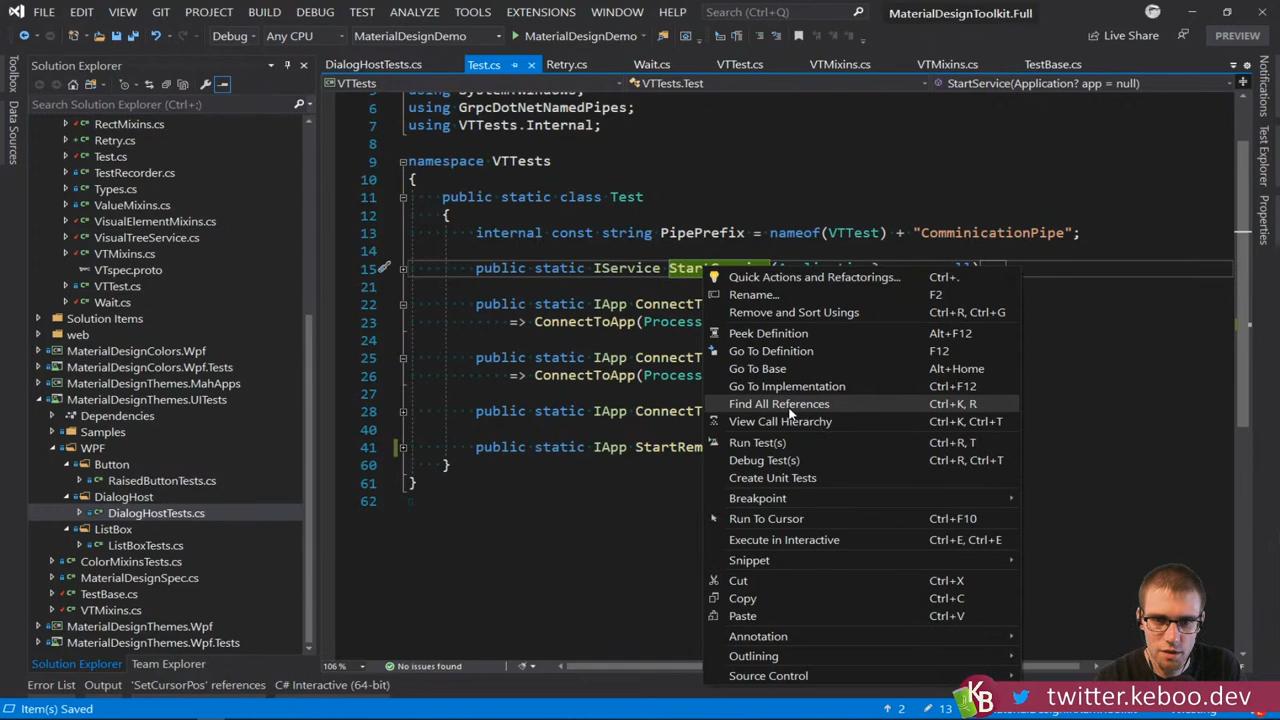 FILE EDIT VIEW GIT PROJECT BUILD DEBUG TEST ANALYZE TOOLS EXTENSIONS WINDOW HELP Search (Ctrl+Q) MaterialDesignToolkit.Full
Debug Any CPU MaterialDesignDemo MaterialDesignDemo Live Share PREVIEW
Toolbox
Data Sources
Solution Explorer
Search Solution Explorer (Ctrl+;)
RectMixins.cs
Retry.cs
Test.cs
TestRecorder.cs
Types.cs
ValueMixins.cs
VisualElementMixins.cs
VisualTreeService.cs
VTMixins.cs
VTspec.proto
VTTest.cs
Wait.cs
Solution Items
web
MaterialDesignColors.Wpf
MaterialDesignColors.Wpf.Tests
MaterialDesignThemes.MahApps
MaterialDesignThemes.UITests
Dependencies
Samples
WPF
Button
RaisedButtonTests.cs
DialogHost
DialogHostTests.cs
ListBox
ListBoxTests.cs
ColorMixinsTests.cs
MaterialDesignSpec.cs
TestBase.cs
VTMixins.cs
MaterialDesignThemes.Wpf
MaterialDesignThemes.Wpf.Tests
Solution Explorer Team Explorer
DialogHostTests.cs Test.cs Retry.cs Wait.cs VTTest.cs VTMixins.cs VTMixins.cs TestBase.cs
VTTests VTTests.Test StartService(Application? app = null)
6 using GrpcDotNetNamedPipes;
7 using VTTests.Internal;
8
9 namespace VTTests
10 {
11 public static class Test
12 {
13 internal const string PipePrefix = nameof(VTTest) + "ComminicationPipe";
14
15 public static IService
22 public static IApp ConnectT
23 => ConnectToApp(Process
24
25 public static IApp ConnectT
26 => ConnectToApp(Process
27
28 public static IApp ConnectT
40
41 public static IApp StartRem
60 }
61 }
62
Quick Actions and Refactorings... Ctrl+.
Rename... F2
Remove and Sort Usings Ctrl+R, Ctrl+G
Peek Definition Alt+F12
Go To Definition F12
Go To Base Alt+Home
Go To Implementation Ctrl+F12
Find All References Ctrl+K, R
View Call Hierarchy Ctrl+K, Ctrl+T
Run Test(s) Ctrl+R, T
Debug Test(s) Ctrl+R, Ctrl+T
Create Unit Tests
Breakpoint
Run To Cursor Ctrl+F10
Execute in Interactive Ctrl+E, Ctrl+E
Snippet
Cut Ctrl+X
Copy Ctrl+C
Paste Ctrl+V
Annotation
Outlining
Source Control
Notifications
Test Explorer
Properties
106 % No issues found
Error List Output 'SetCursorPos' references C# Interactive (64-bit)
Item(s) Saved 2 13
K twitter.keboo.dev